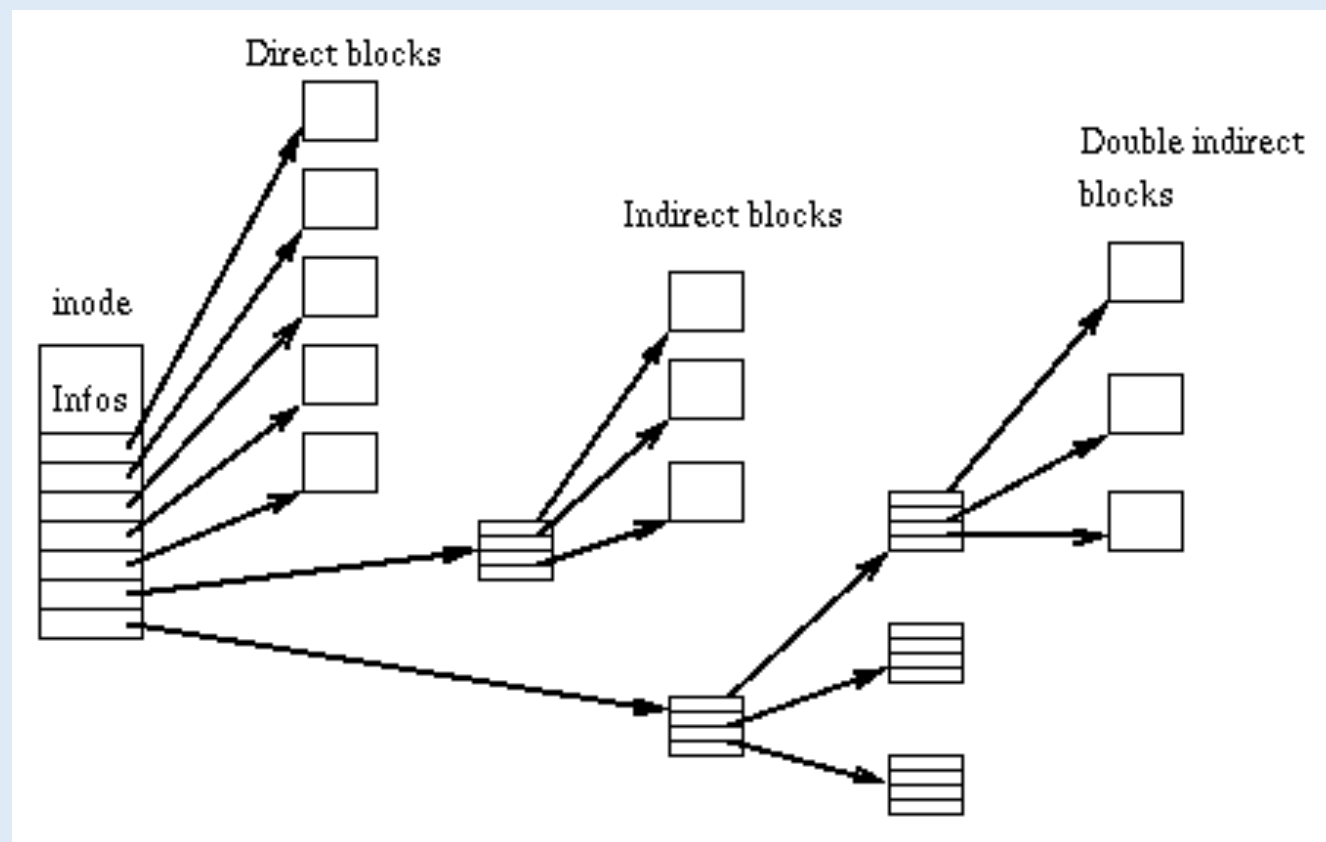 Direct blocks
Double indirect
blocks
Indirect blocks
inode
Infos